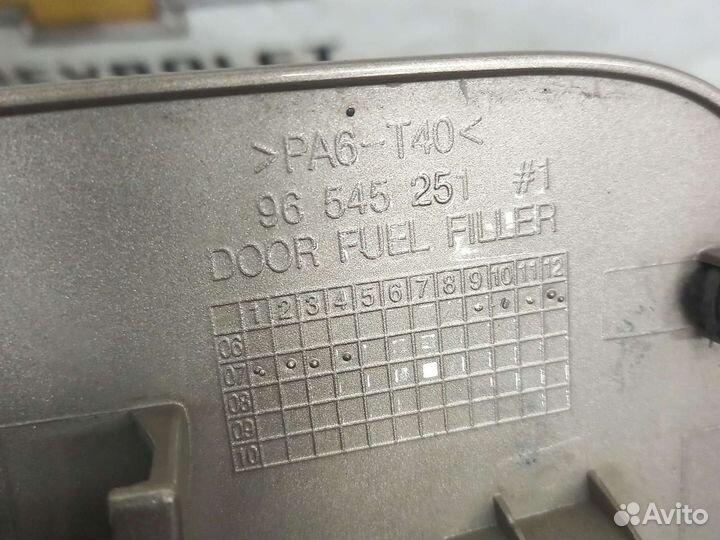 CHEVROLET
>PA6-T40<
96 545 251 #1
DOOR FUEL FILLER
1 2 3 4 5 6 7 8 9 10 11 12
06
07
08
09
10
Avito